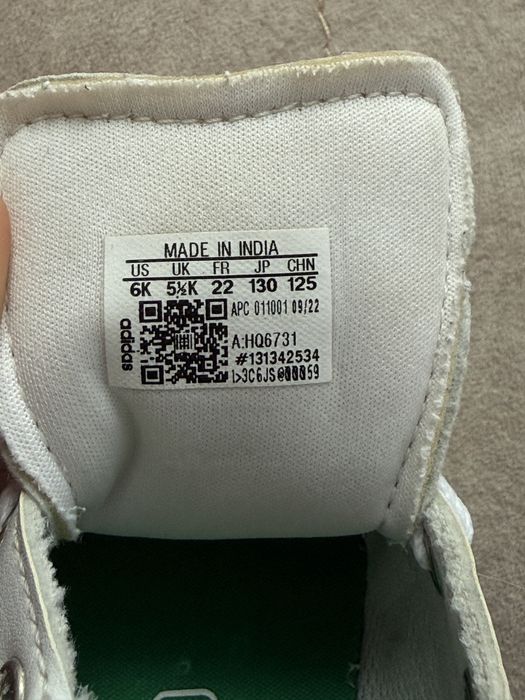 MADE IN INDIA
US UK FR JP CHN
6K 5½K 22 130 125
APC 011001 09/22
adidas
A:HQ6731
#131342534